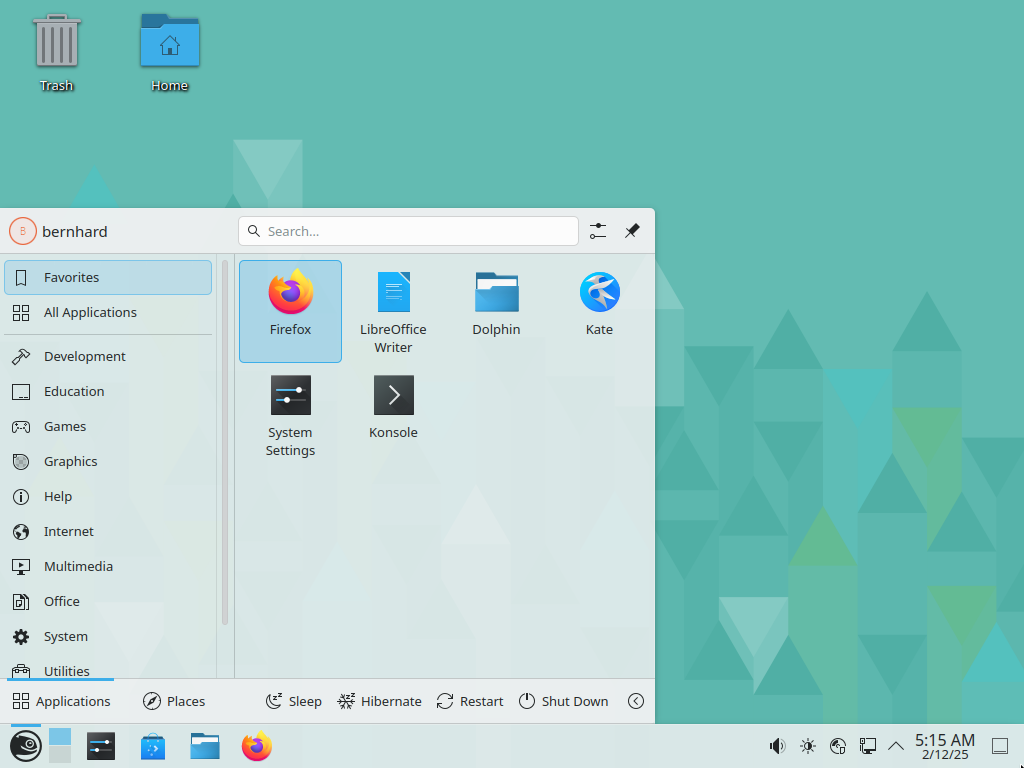 Trash
Home
B
bernhard
Search...
Favorites
All Applications
Development
Education
Games
Graphics
Help
Internet
Multimedia
Office
System
Utilities
Firefox
LibreOffice
Writer
Dolphin
Kate
System
Settings
Konsole
Applications
Places
Sleep
Hibernate
Restart
Shut Down
5:15 AM
2/12/25